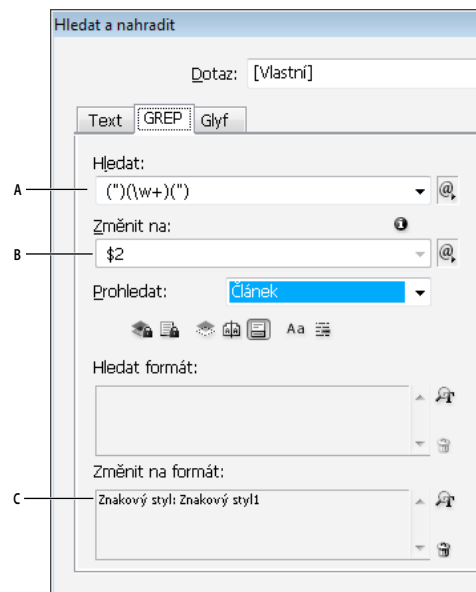 Hledat a nahradit
Dotaz: [Vlastní]
Text GREP Glyf
Hledat:
A (")(\w+)(")
Změnit na:
B $2
Prohledat: Článek
Aa
Hledat formát:
Změnit na formát:
C Znakový styl: Znakový styl1